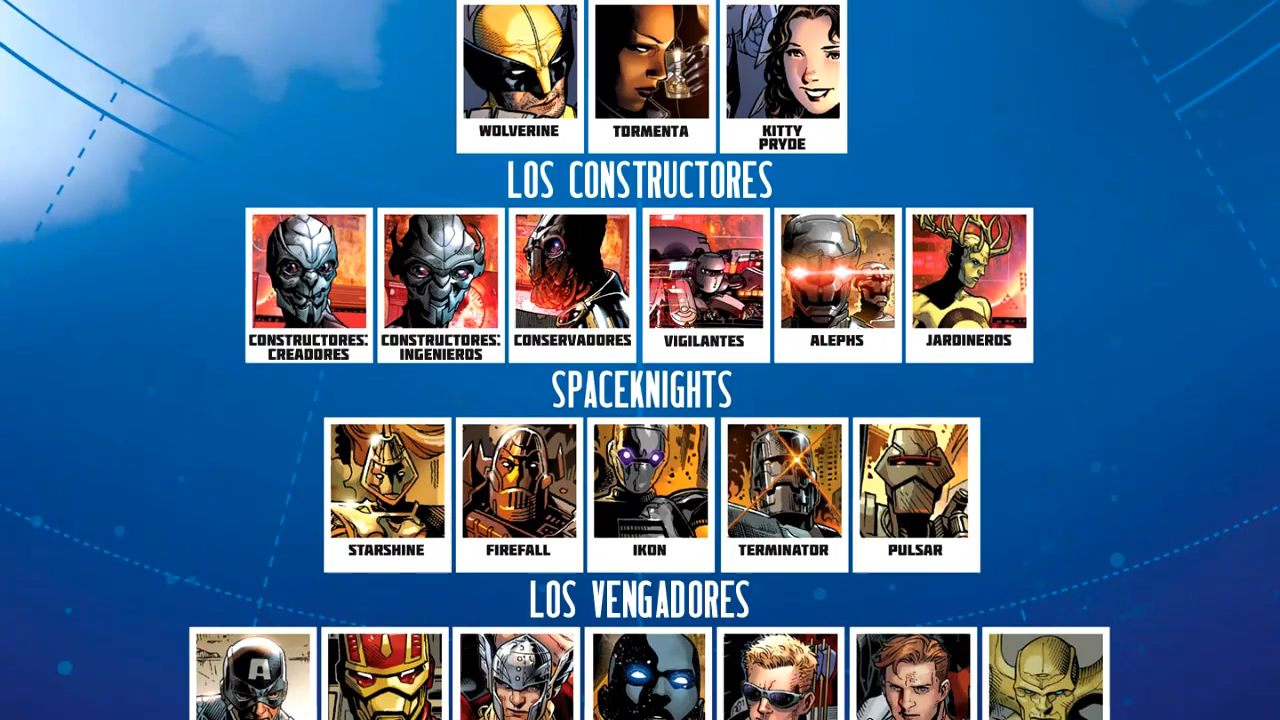 WOLVERINE
TORMENTA
KITTY
PRYDE
LOS CONSTRUCTORES
CONSTRUCTORES:
CREADORES
CONSTRUCTORES:
INGENIEROS
CONSERVADORES
VIGILANTES
ALEPHS
JARDINEROS
SPACEKNIGHTS
STARSHINE
FIREFALL
IKON
TERMINATOR
PULSAR
LOS VENGADORES
A